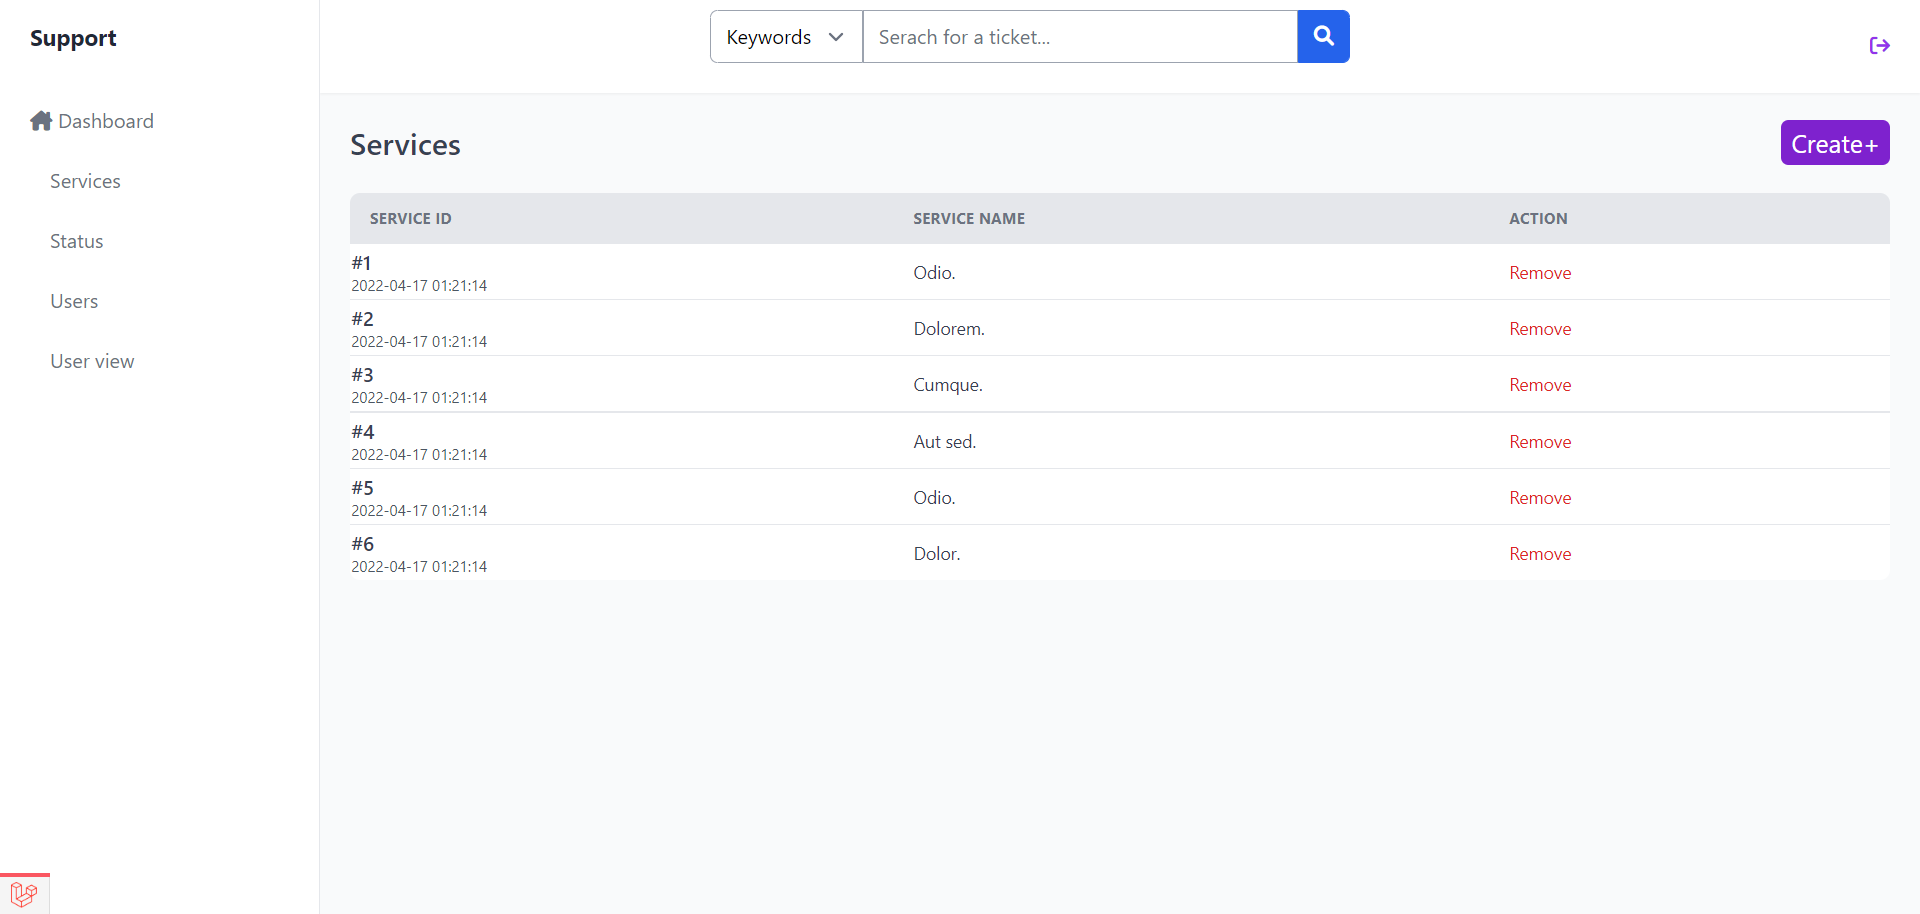 Support
Keywords
Serach for a ticket...
Dashboard
Services
Status
Users
User view
Services
Create+
SERVICE ID SERVICE NAME ACTION
#1
2022-04-17 01:21:14
Odio. Remove
#2
2022-04-17 01:21:14
Dolorem. Remove
#3
2022-04-17 01:21:14
Cumque. Remove
#4
2022-04-17 01:21:14
Aut sed. Remove
#5
2022-04-17 01:21:14
Odio. Remove
#6
2022-04-17 01:21:14
Dolor. Remove